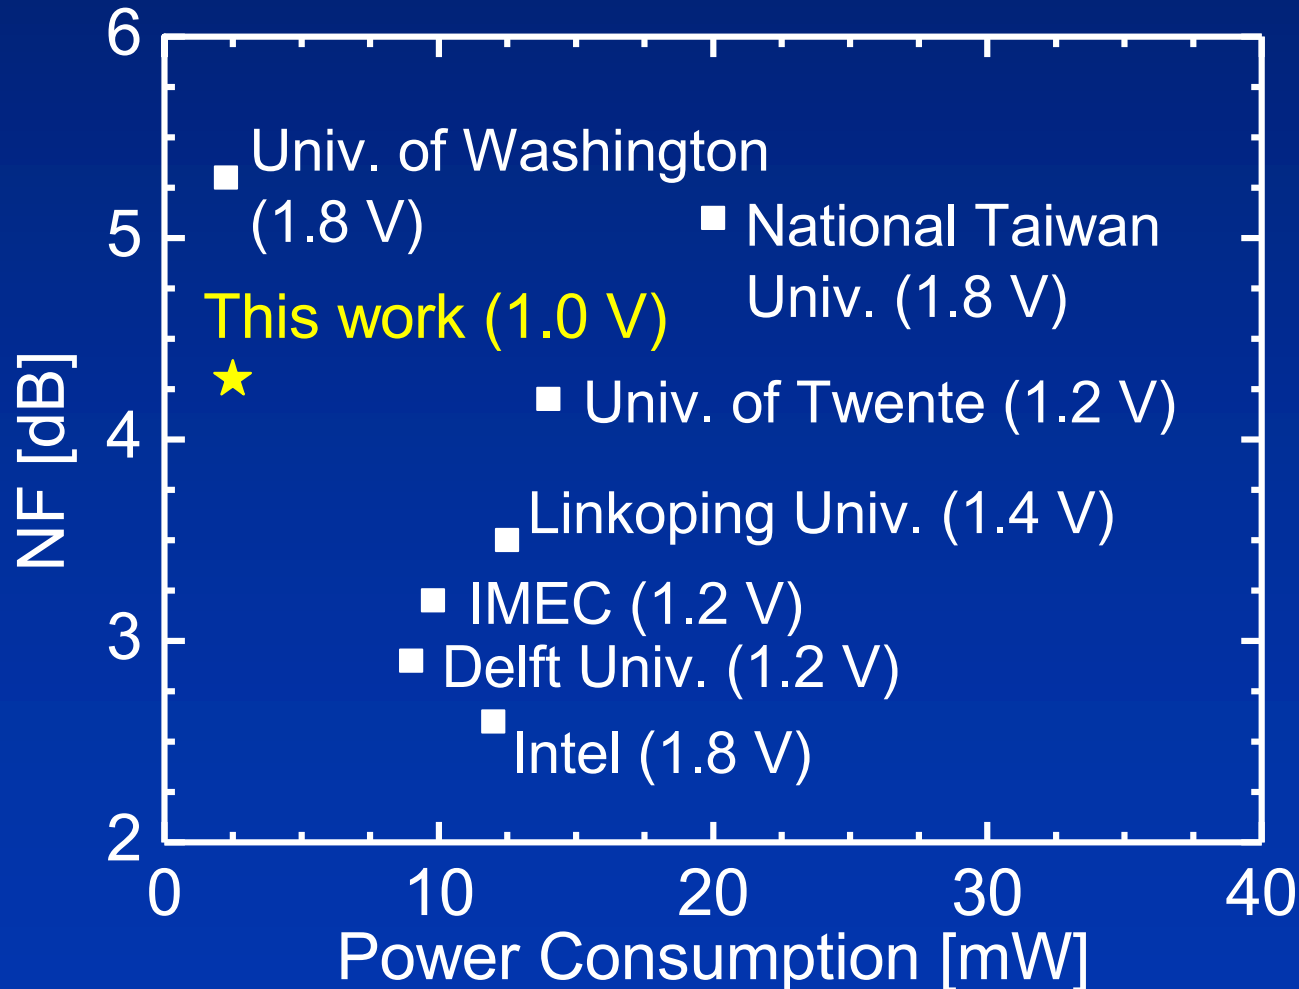 6
5
4
3
2
NF [dB]
Univ. of Washington
(1.8 V)
National Taiwan
Univ. (1.8 V)
This work (1.0 V)
Univ. of Twente (1.2 V)
Linkoping Univ. (1.4 V)
IMEC (1.2 V)
Delft Univ. (1.2 V)
Intel (1.8 V)
0 10 20 30 40
Power Consumption [mW]